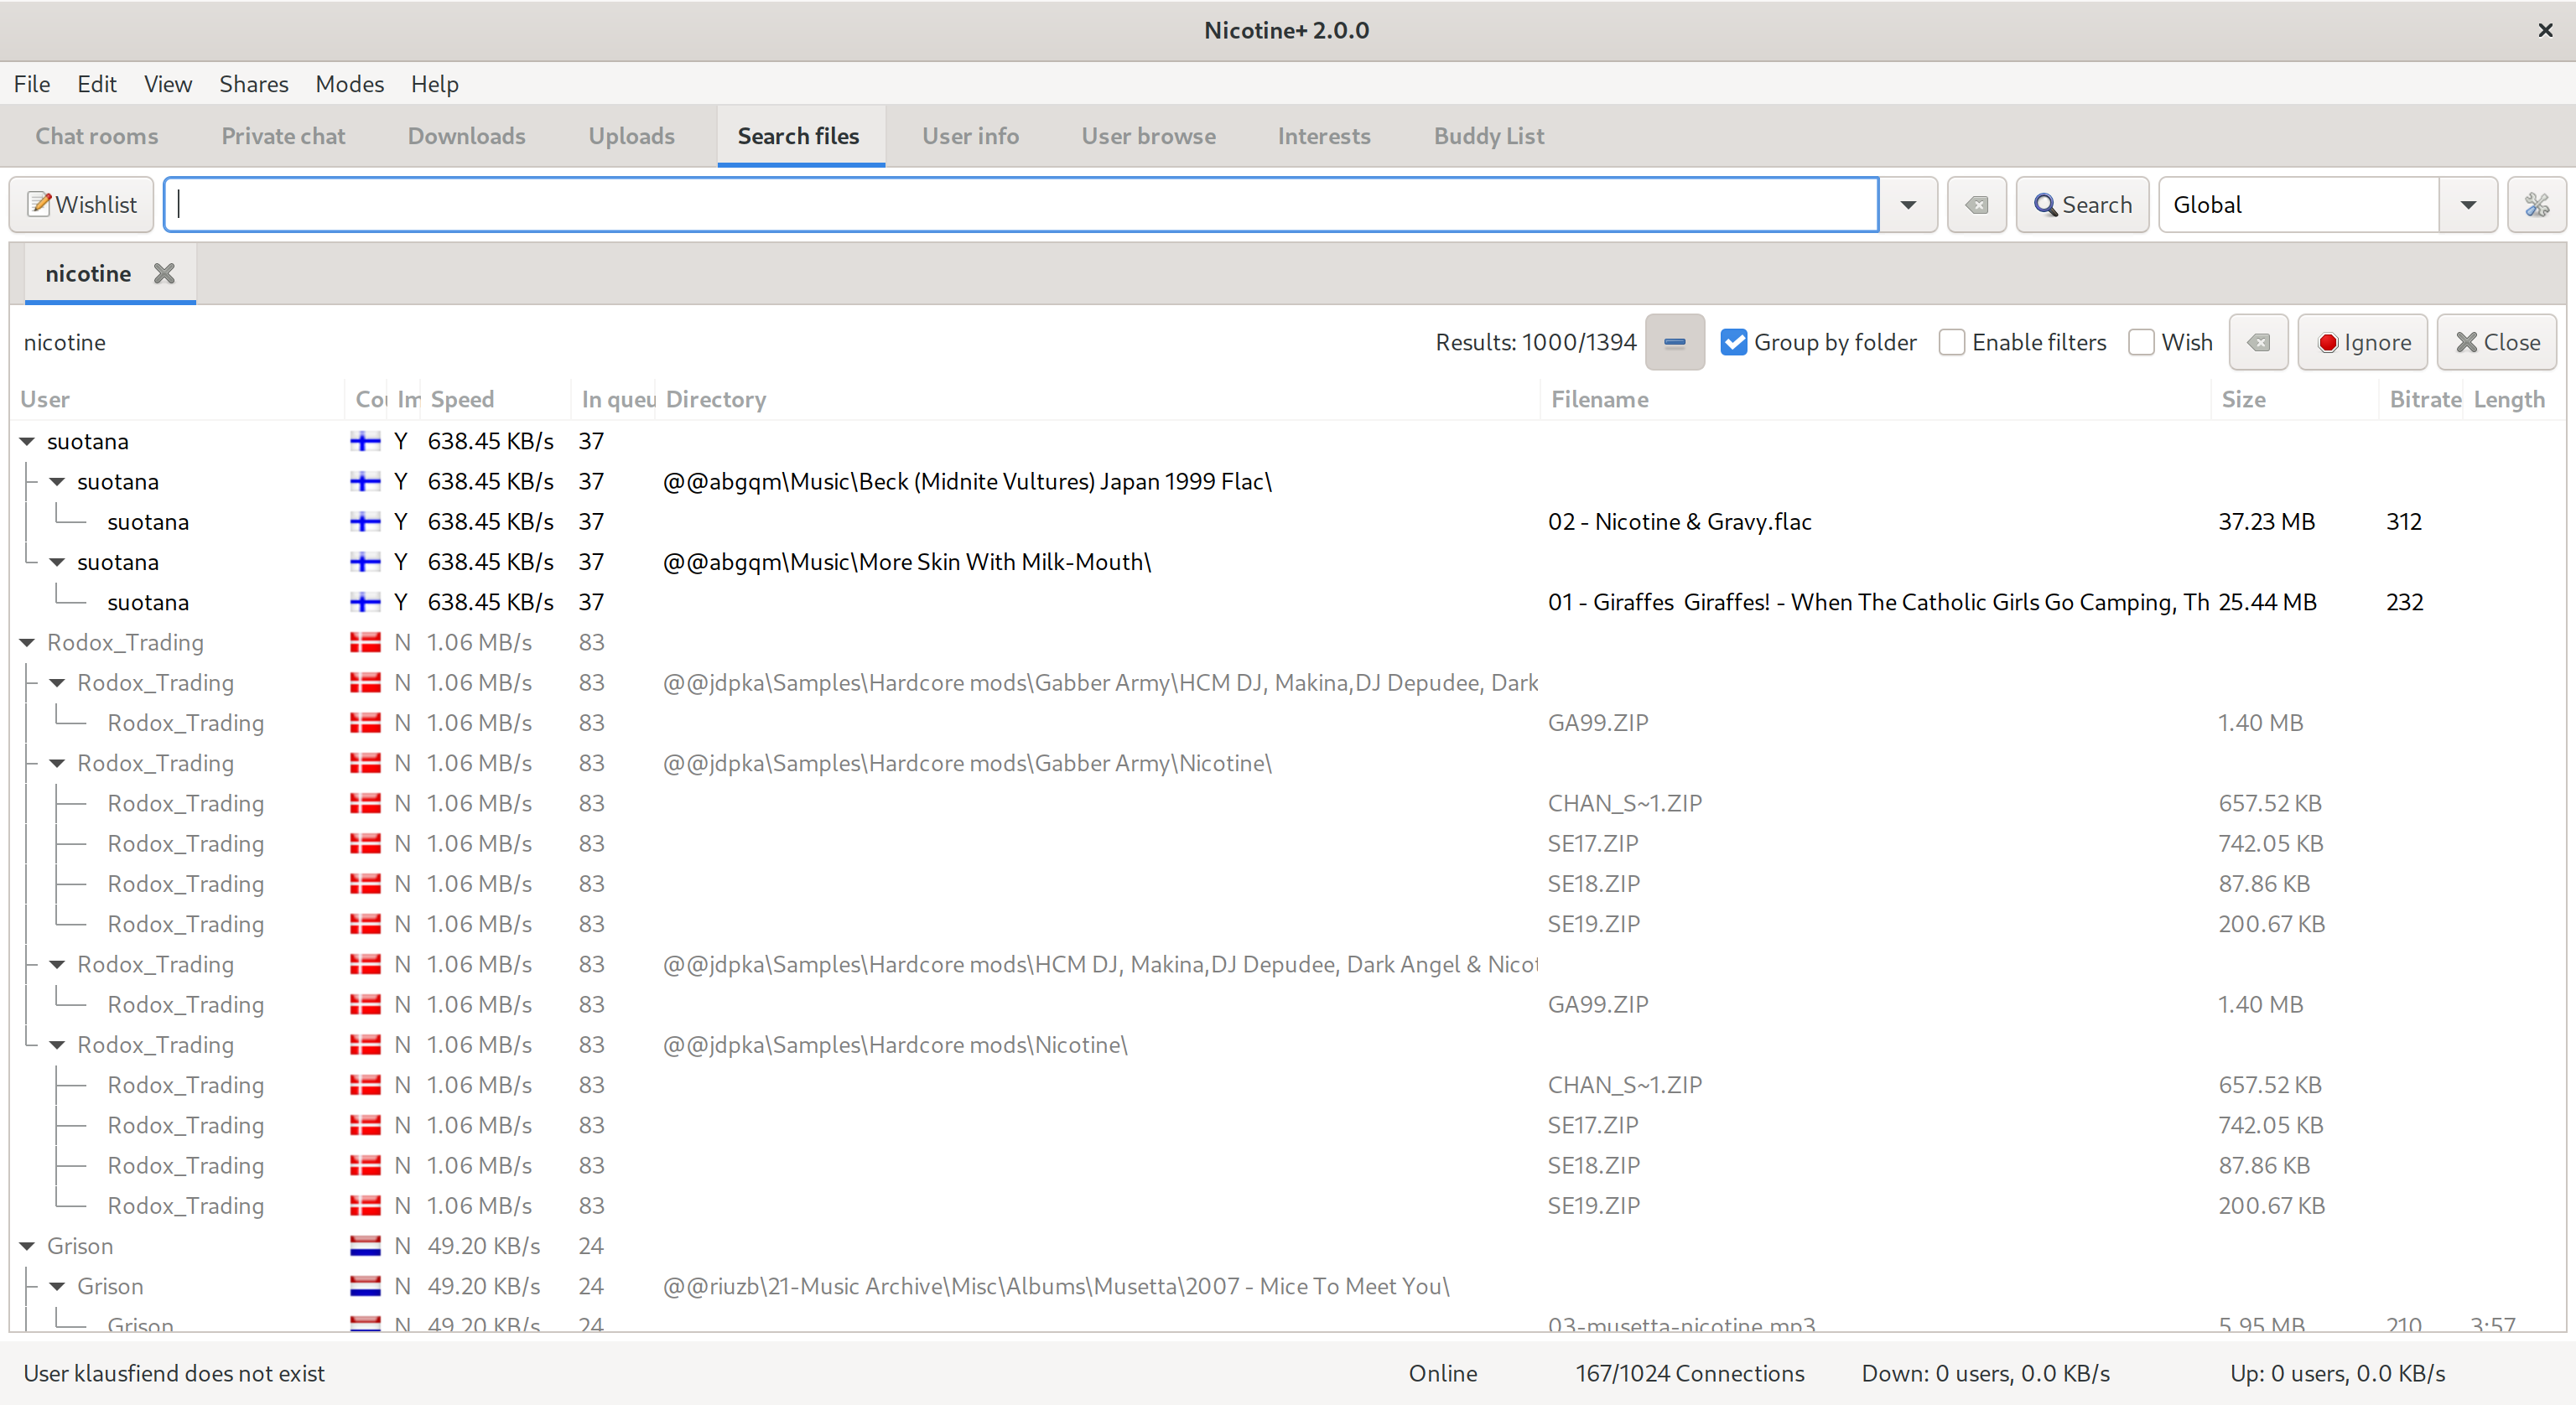 Nicotine+ 2.0.0
File Edit View Shares Modes Help
Chat rooms Private chat Downloads Uploads Search files User info User browse Interests Buddy List
Wishlist Search Global
nicotine
nicotine Results: 1000/1394 Group by folder Enable filters Wish Ignore Close
User Cou Im Speed In queu Directory Filename Size Bitrate Length
suotana Y 638.45 KB/s 37
suotana Y 638.45 KB/s 37 @@abgqm\Music\Beck (Midnite Vultures) Japan 1999 Flac\
suotana Y 638.45 KB/s 37 02 - Nicotine & Gravy.flac 37.23 MB 312
suotana Y 638.45 KB/s 37 @@abgqm\Music\More Skin With Milk-Mouth\
suotana Y 638.45 KB/s 37 01 - Giraffes  Giraffes! - When The Catholic Girls Go Camping, Th 25.44 MB 232
Rodox_Trading N 1.06 MB/s 83
Rodox_Trading N 1.06 MB/s 83 @@jdpka\Samples\Hardcore mods\Gabber Army\HCM DJ, Makina,DJ Depudee, Dark
Rodox_Trading N 1.06 MB/s 83 GA99.ZIP 1.40 MB
Rodox_Trading N 1.06 MB/s 83 @@jdpka\Samples\Hardcore mods\Gabber Army\Nicotine\
Rodox_Trading N 1.06 MB/s 83 CHAN_S~1.ZIP 657.52 KB
Rodox_Trading N 1.06 MB/s 83 SE17.ZIP 742.05 KB
Rodox_Trading N 1.06 MB/s 83 SE18.ZIP 87.86 KB
Rodox_Trading N 1.06 MB/s 83 SE19.ZIP 200.67 KB
Rodox_Trading N 1.06 MB/s 83 @@jdpka\Samples\Hardcore mods\HCM DJ, Makina,DJ Depudee, Dark Angel & Nicot
Rodox_Trading N 1.06 MB/s 83 GA99.ZIP 1.40 MB
Rodox_Trading N 1.06 MB/s 83 @@jdpka\Samples\Hardcore mods\Nicotine\
Rodox_Trading N 1.06 MB/s 83 CHAN_S~1.ZIP 657.52 KB
Rodox_Trading N 1.06 MB/s 83 SE17.ZIP 742.05 KB
Rodox_Trading N 1.06 MB/s 83 SE18.ZIP 87.86 KB
Rodox_Trading N 1.06 MB/s 83 SE19.ZIP 200.67 KB
Grison N 49.20 KB/s 24
Grison N 49.20 KB/s 24 @@riuzb\21-Music Archive\Misc\Albums\Musetta\2007 - Mice To Meet You\
Grison N 49.20 KB/s 24 03-musetta-nicotine.mp3 5.95 MB 210 3:57
User klausfiend does not exist Online 167/1024 Connections Down: 0 users, 0.0 KB/s Up: 0 users, 0.0 KB/s